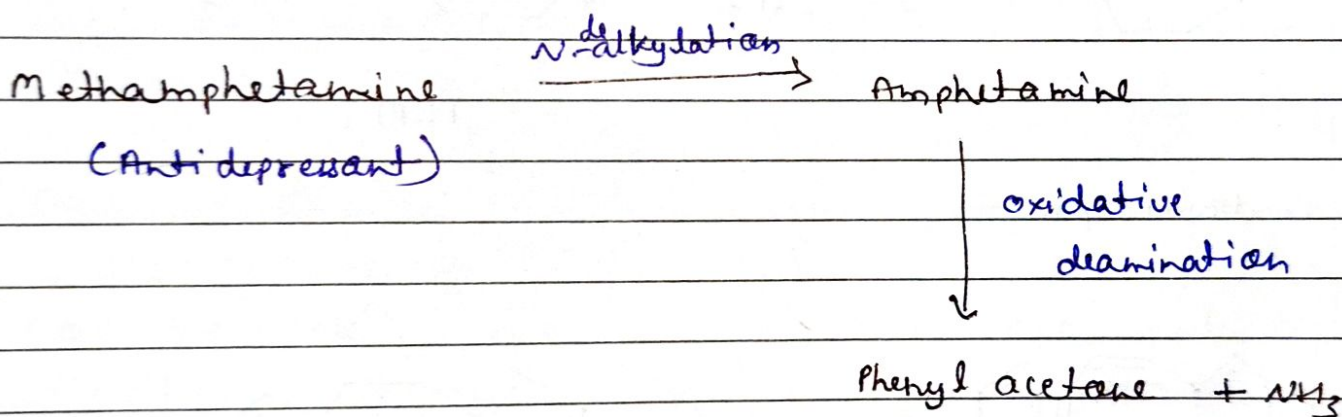 N-dealkylation
Methamphetamine → Amphetamine
(Antidepressant)
oxidative
deamination
Phenyl acetone + NH3